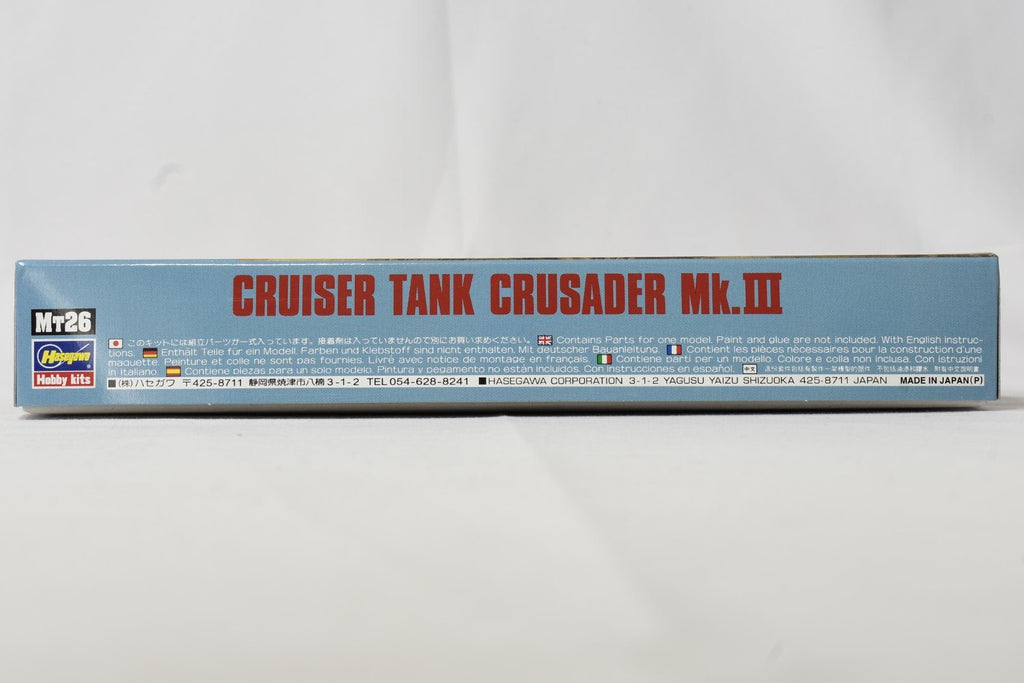 CRUISER TANK CRUSADER Mk.III
MT26
Hasegawa
Hobby kits
このキットには組立パーツが一式入っています。接着剤は入っていませんので別にお買い求めください。 Contains Parts for one model. Paint and glue are not included. With English instruc-
tions. Enthält Teile für ein Modell. Farben und Klebstoff sind nicht enthalten. Mit deutscher Bauanleitung. Contient les pièces nécessaires pour la construction d'une
maquette. Peinture et colle ne sont pas fournies. Livré avec notice de montage en français. Contiene parti per un modello. Colore e colla non inclusa. Con istruzioni
in italiano. Contiene piezas para un solo modelo. Pintura y pegamento no están incluidos. Con instrucciones en español. 中文
■(株)ハセガワ 〒425-8711 静岡県焼津市八楠3-1-2 TEL 054-628-8241 ■HASEGAWA CORPORATION 3-1-2 YAGUSU YAIZU SHIZUOKA 425-8711 JAPAN MADE IN JAPAN(P)